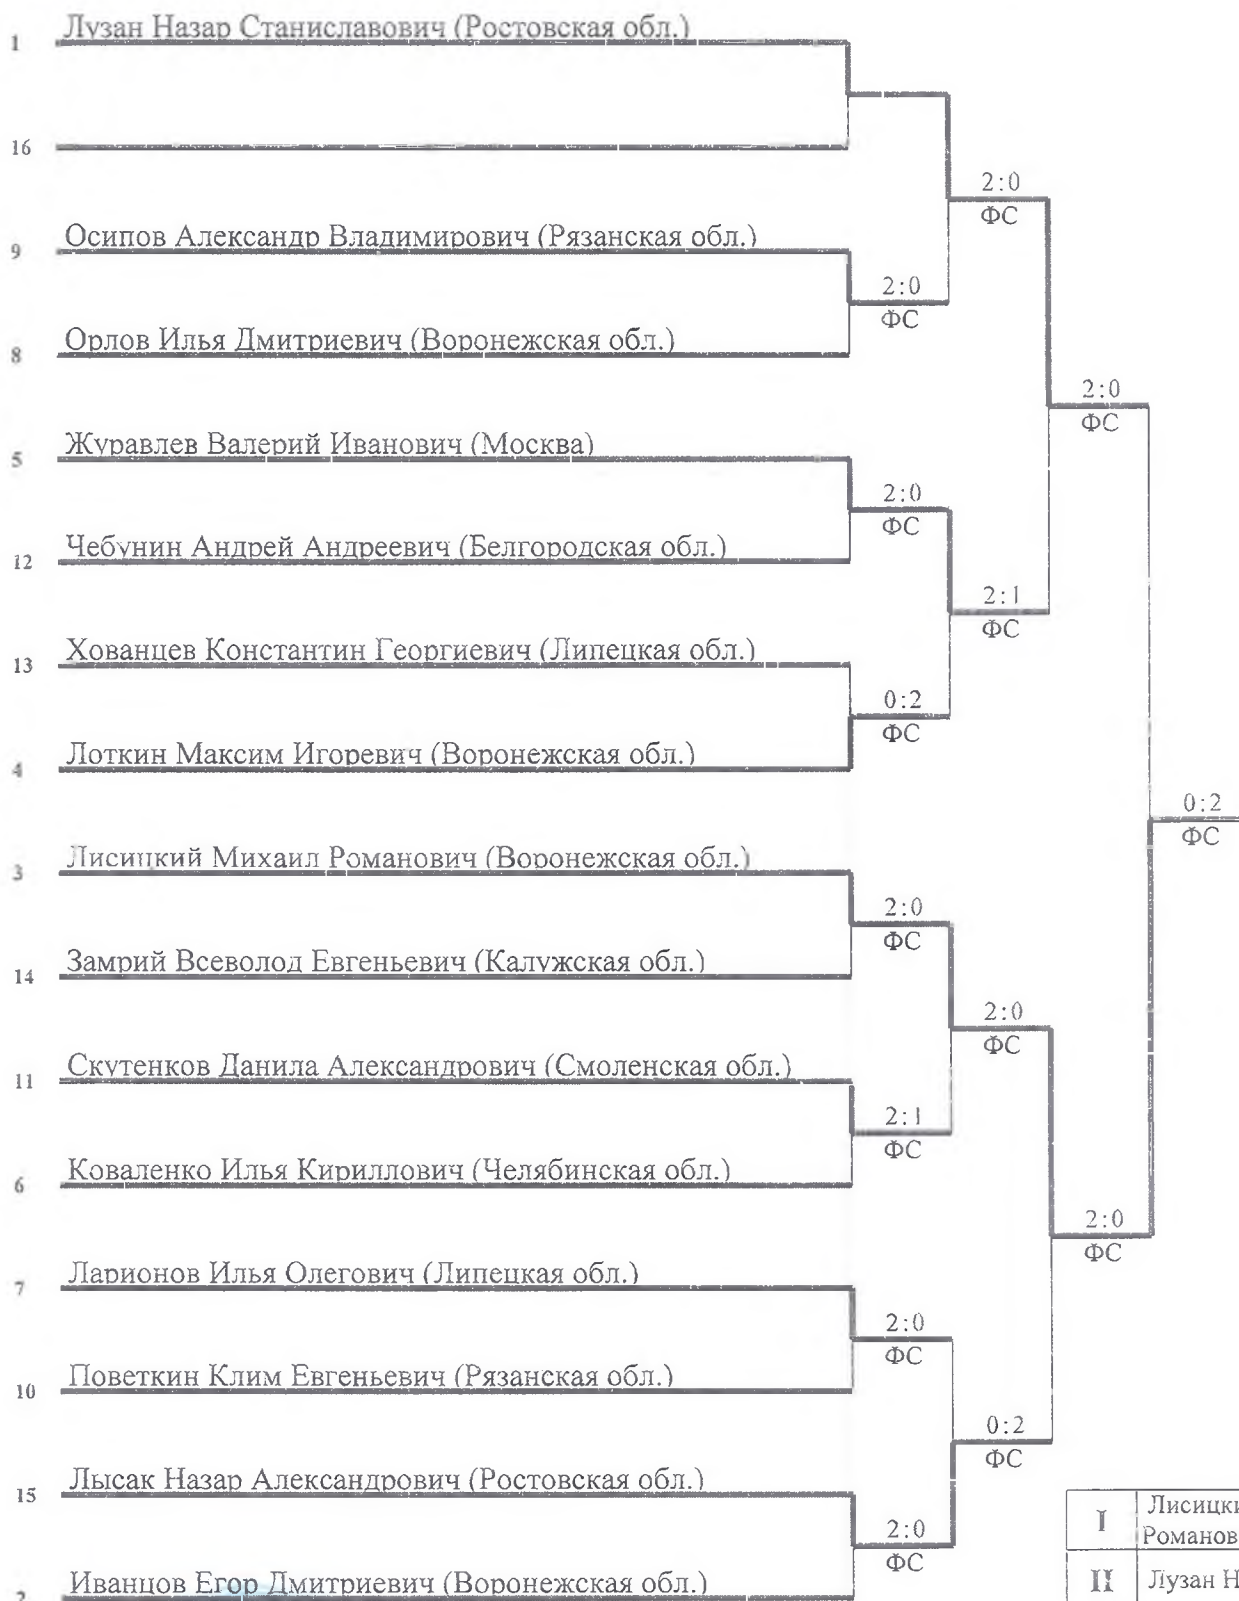 1 Лузан Назар Станиславович (Ростовская обл.)
16
2:0
ФС
9 Осипов Александр Владимирович (Рязанская обл.)
2:0
ФС
8 Орлов Илья Дмитриевич (Воронежская обл.)
2:0
ФС
5 Журавлев Валерий Иванович (Москва)
2:0
ФС
12 Чебунин Андрей Андреевич (Белгородская обл.)
2:1
ФС
13 Хованцев Константин Георгиевич (Липецкая обл.)
0:2
ФС
4 Лоткин Максим Игоревич (Воронежская обл.)
0:2
ФС
3 Лисицкий Михаил Романович (Воронежская обл.)
2:0
ФС
14 Замрий Всеволод Евгеньевич (Калужская обл.)
2:0
ФС
11 Скутенков Данила Александрович (Смоленская обл.)
2:1
ФС
6 Коваленко Илья Кириллович (Челябинская обл.)
2:0
ФС
7 Ларионов Илья Олегович (Липецкая обл.)
2:0
ФС
10 Поветкин Клим Евгеньевич (Рязанская обл.)
0:2
ФС
15 Лысак Назар Александрович (Ростовская обл.)
2:0
ФС
2 Иванцов Егор Дмитриевич (Воронежская обл.)
I Лисицки
Романов
II Лузан Н